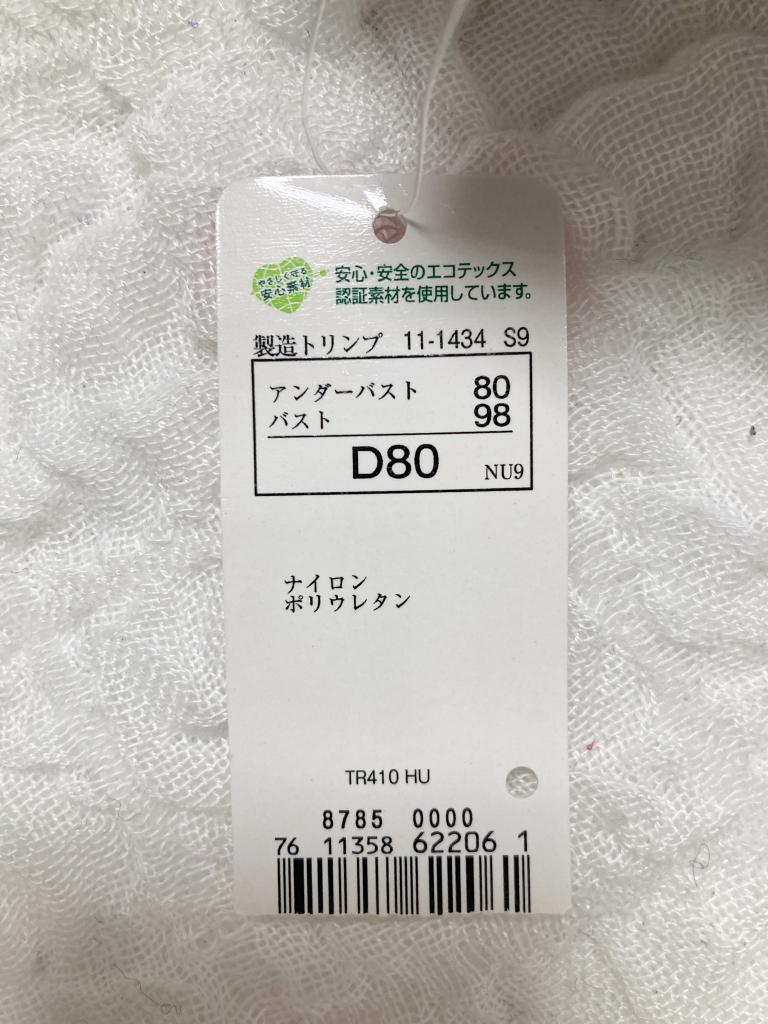 やさしく守る
安心素材
安心・安全のエコテックス
認証素材を使用しています。
製造トリンプ 11-1434 S9
アンダーバスト 80
バスト 98
D80 NU9
ナイロン
ポリウレタン
TR410 HU
8785 0000
76 11358 62206 1